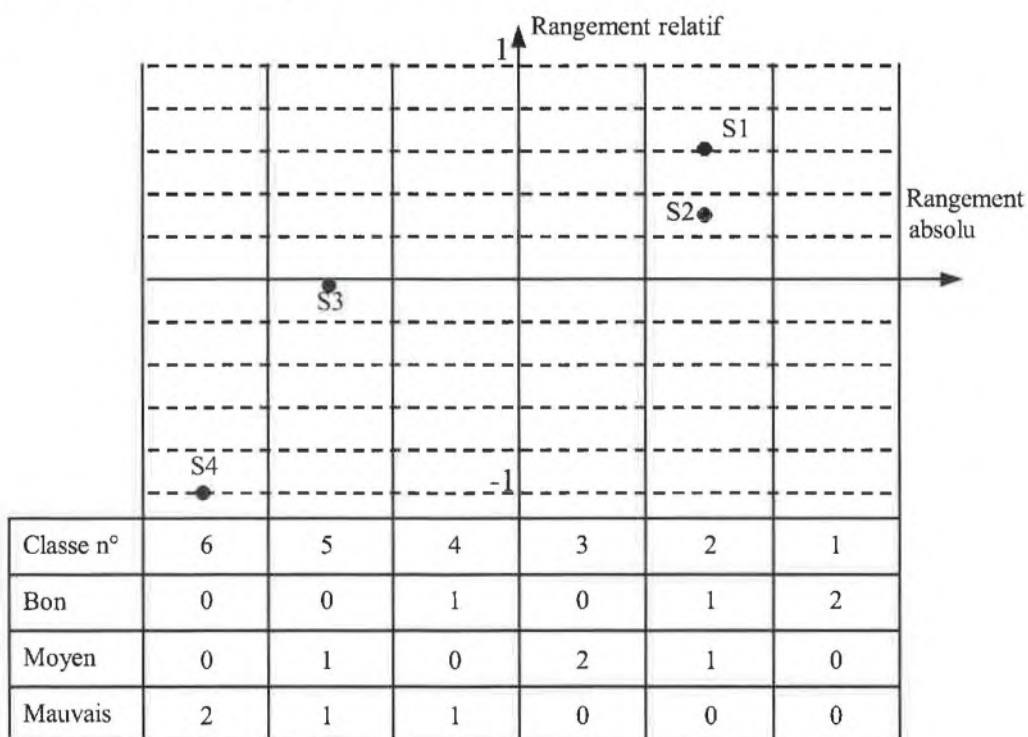 Rangement relatif
1
S1
S2
Rangement
absolu
S3
S4
-1
Classe n° 6 5 4 3 2 1
Bon 0 0 1 0 1 2
Moyen 0 1 0 2 1 0
Mauvais 2 1 1 0 0 0